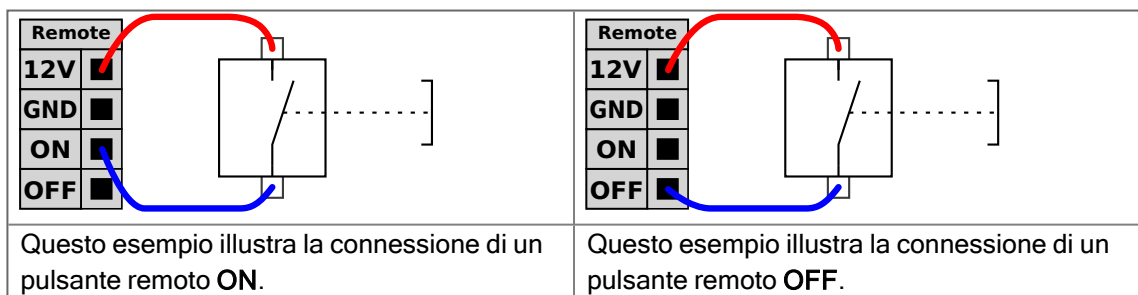 Remote
12V
GND
ON
OFF
Questo esempio illustra la connessione di un
pulsante remoto ON.
Remote
12V
GND
ON
OFF
Questo esempio illustra la connessione di un
pulsante remoto OFF.